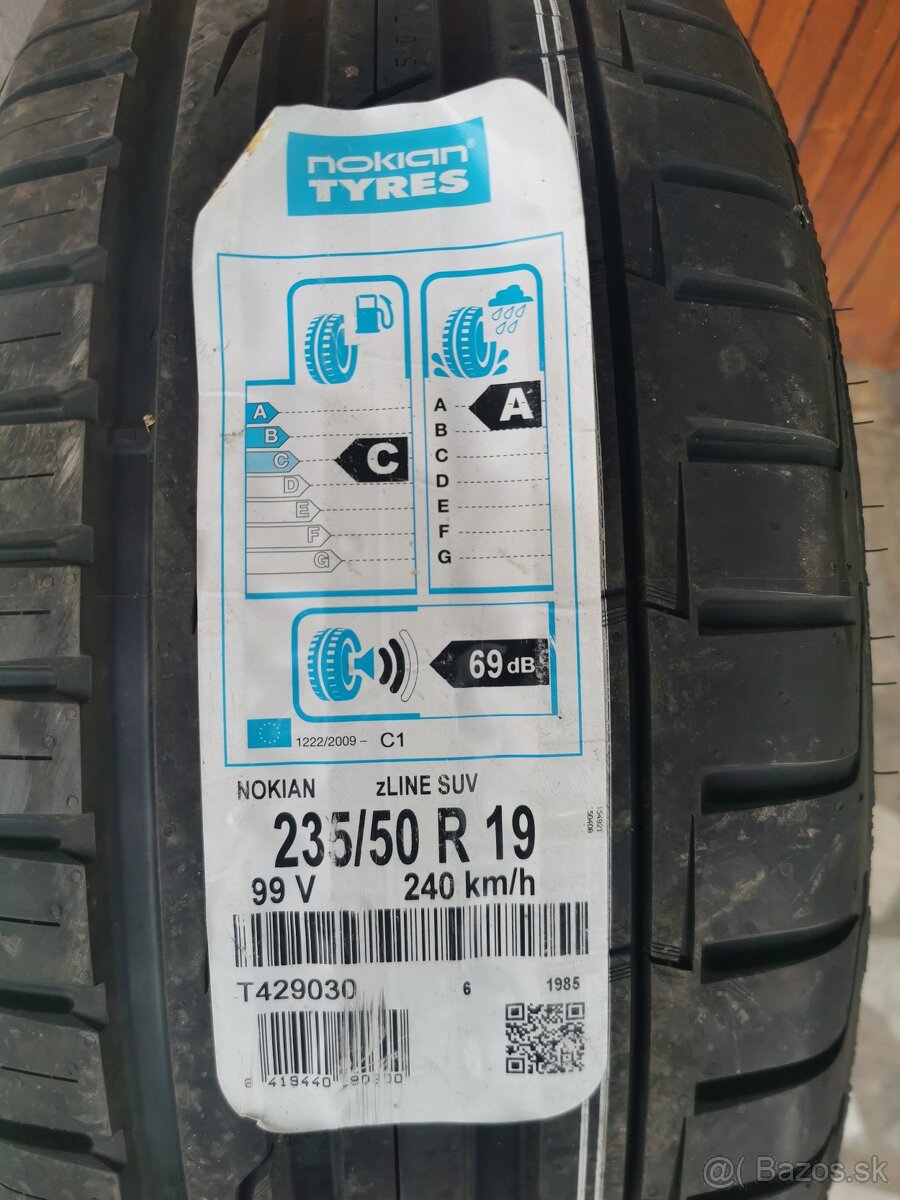 nokian®
TYRES
A
B
C
D
E
F
G
C
A
B
C
D
E
F
G
A
69 dB
1222/2009 - C1
NOKIAN zLINE SUV
235/50 R 19
99 V 240 km/h
T429030 6 1985
419440
@( Bazos.sk